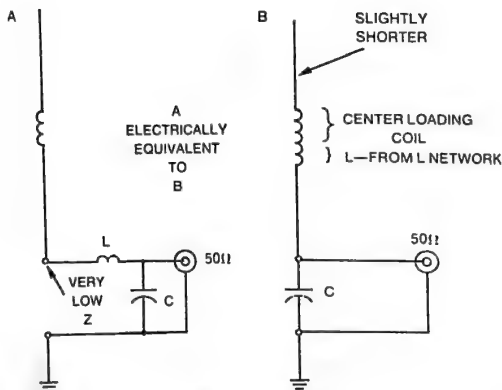 A
A
ELECTRICALLY
EQUIVALENT
TO
B
L
50Ω
VERY
LOW
Z
C
B
SLIGHTLY
SHORTER
CENTER LOADING
COIL
L—FROM L NETWORK
50Ω
C